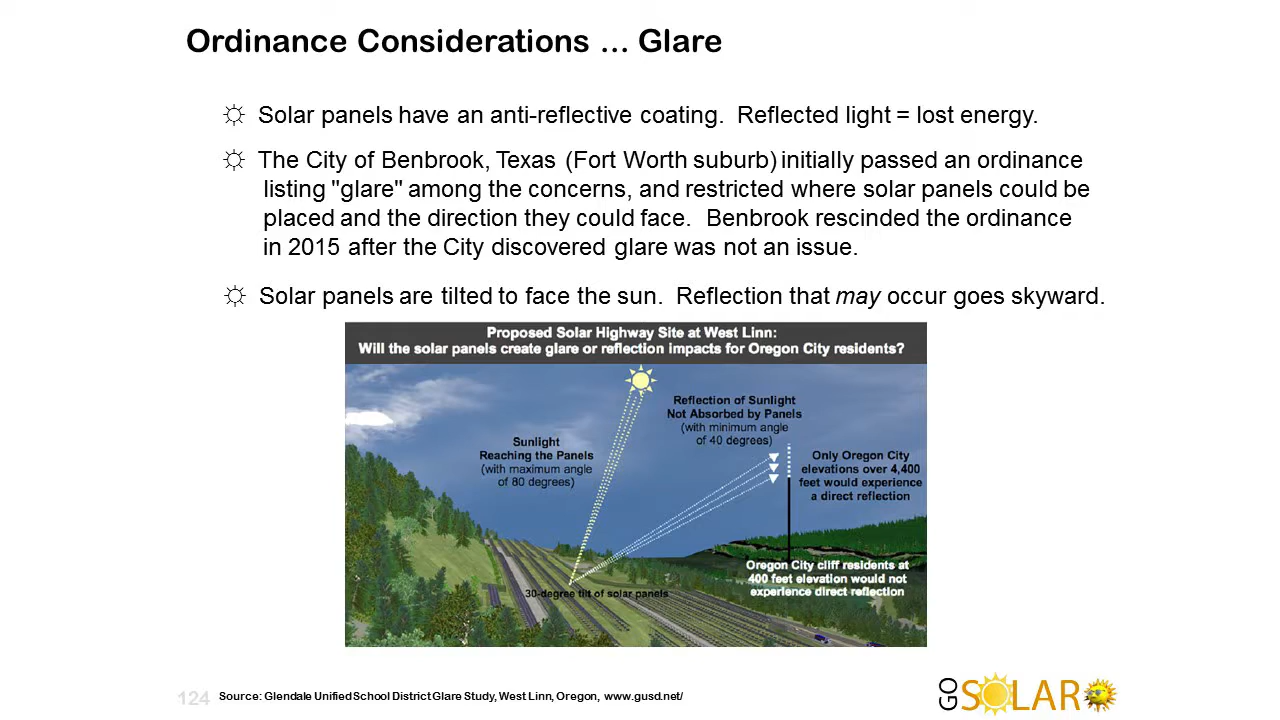 Ordinance Considerations ... Glare
☼ Solar panels have an anti-reflective coating.  Reflected light = lost energy.
☼ The City of Benbrook, Texas (Fort Worth suburb) initially passed an ordinance
listing "glare" among the concerns, and restricted where solar panels could be
placed and the direction they could face.  Benbrook rescinded the ordinance
in 2015 after the City discovered glare was not an issue.
☼ Solar panels are tilted to face the sun.  Reflection that may occur goes skyward.
Proposed Solar Highway Site at West Linn:
Will the solar panels create glare or reflection impacts for Oregon City residents?
Reflection of Sunlight
Not Absorbed by Panels
(with minimum angle
of 40 degrees)
Sunlight
Reaching the Panels
(with maximum angle
of 80 degrees)
Only Oregon City
elevations over 4,400
feet would experience
a direct reflection
Oregon City cliff residents at
400 feet elevation would not
experience direct reflection
30-degree tilt of solar panels
124
Source: Glendale Unified School District Glare Study, West Linn, Oregon, www.gusd.net/
GO SOLAR